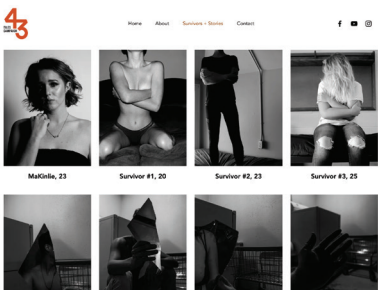 43
Home About Survivors + Stories Contact
MaKinlie, 23 Survivor #1, 20 Survivor #2, 23 Survivor #3, 25